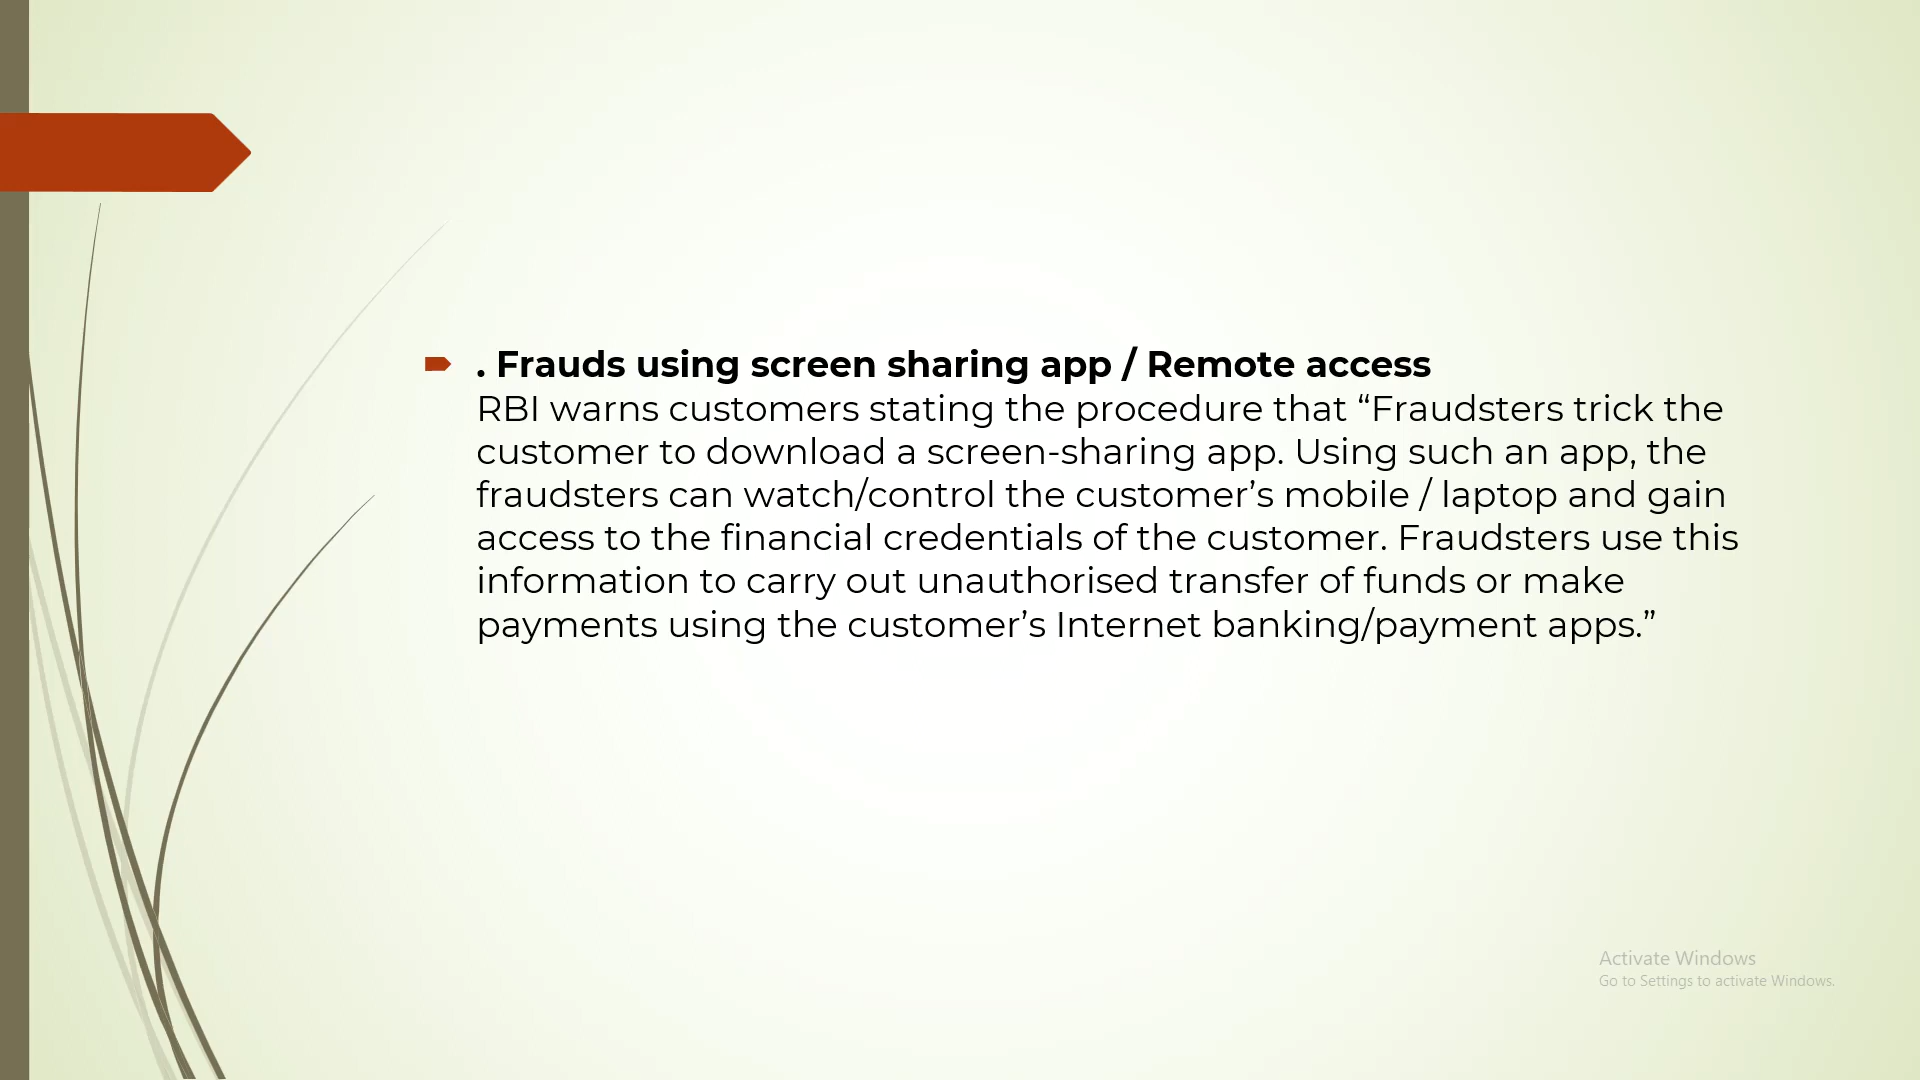 . Frauds using screen sharing app / Remote access
RBI warns customers stating the procedure that “Fraudsters trick the
customer to download a screen-sharing app. Using such an app, the
fraudsters can watch/control the customer’s mobile / laptop and gain
access to the financial credentials of the customer. Fraudsters use this
information to carry out unauthorised transfer of funds or make
payments using the customer’s Internet banking/payment apps.”
Activate Windows
Go to Settings to activate Windows.